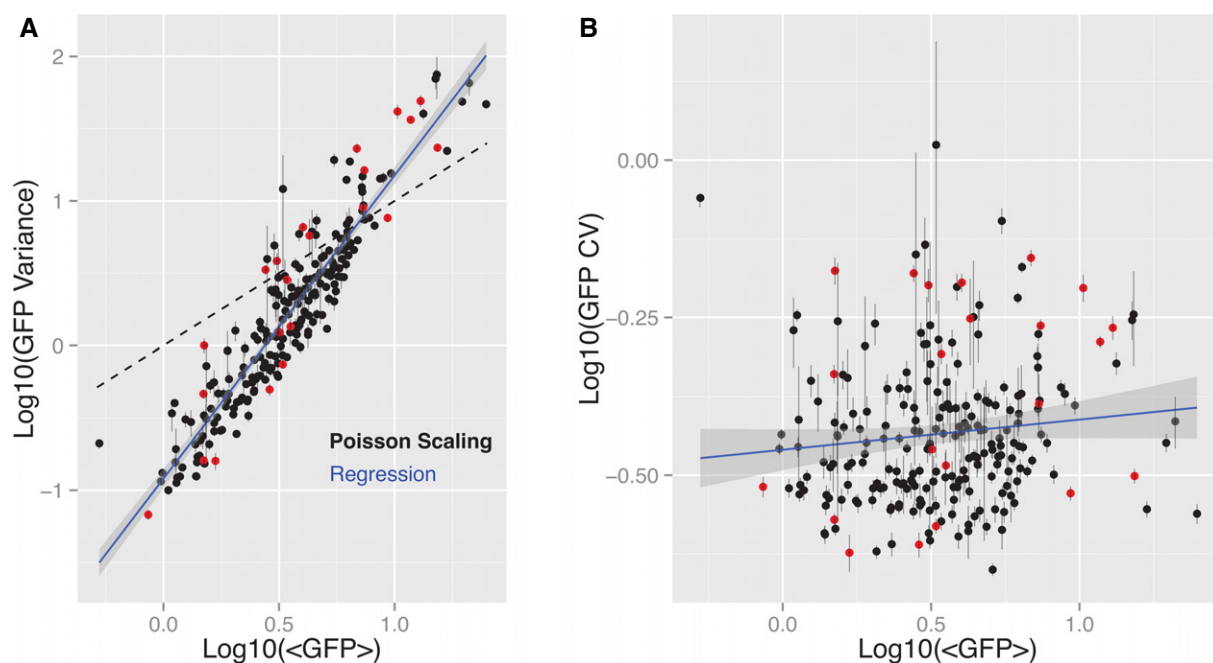 A
2
1
0
−1
Log10(GFP Variance)
Poisson Scaling
Regression
0.0
0.5
1.0
Log10(<GFP>)
B
0.00
−0.25
−0.50
Log10(GFP CV)
0.0
0.5
1.0
Log10(<GFP>)